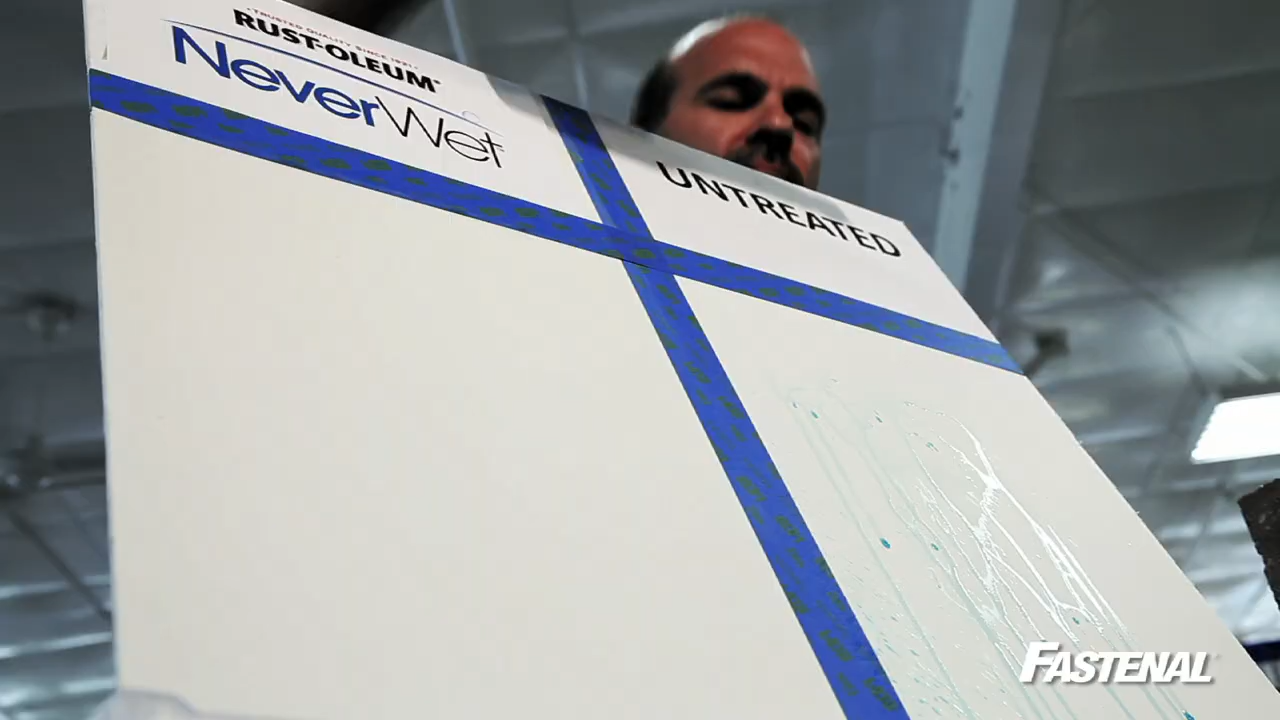 TRUSTED QUALITY SINCE 1921
RUST-OLEUM
NeverWet
UNTREATED
FASTENAL